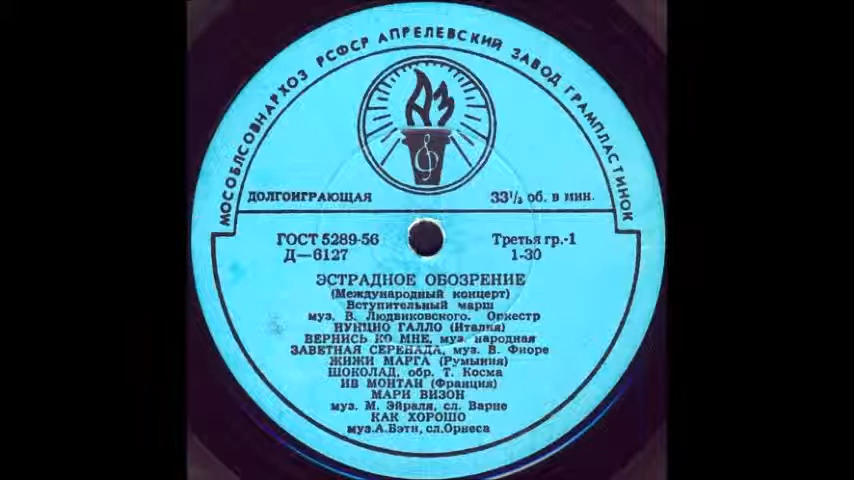 МОСОБЛСОВНАРХОЗ РСФСР АПРЕЛЕВСКИЙ ЗАВОД ГРАМПЛАСТИНОК
АЗ
ДОЛГОИГРАЮЩАЯ 33⅓ об. в мин.
ГОСТ 5289-56 Третья гр.-1
Д—6127 1-30
ЭСТРАДНОЕ ОБОЗРЕНИЕ
(Международный концерт)
Вступительный марш
муз. В. Людвиковского. Оркестр
НУНЦИО ГАЛЛО (Италия)
ВЕРНИСЬ КО МНЕ, муз. народная
ЗАВЕТНАЯ СЕРЕНАДА, муз. В. Фиоре
ЖИЖИ МАРГА (Румыния)
ШОКОЛАД, обр. Т. Косма
ИВ МОНТАН (Франция)
МАРИ ВИЗОН
муз. М. Эйраля, сл. Варне
КАК ХОРОШО
муз. А. Бэти, сл. Орнеса